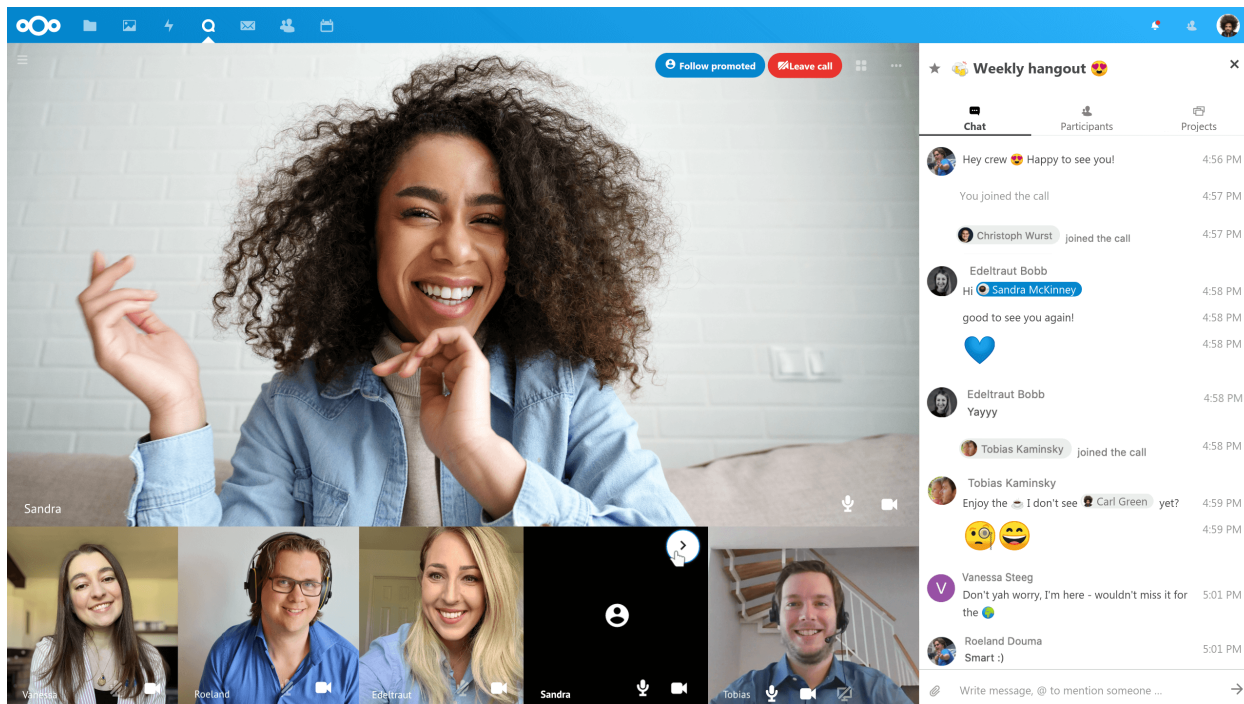 Follow promoted
Leave call
Sandra
Vanessa
Roeland
Edeltraut
Sandra
Tobias
Weekly hangout 😍
Chat
Participants
Projects
Hey crew 😍 Happy to see you!
4:56 PM
You joined the call
4:57 PM
Christoph Wurst joined the call
4:57 PM
Edeltraut Bobb
Hi Sandra McKinney
4:58 PM
good to see you again!
4:58 PM
💙
4:58 PM
Edeltraut Bobb
4:58 PM
Yayyy
Tobias Kaminsky joined the call
4:58 PM
Tobias Kaminsky
Enjoy the ☕ I don't see Carl Green yet?
4:59 PM
🧐😄
4:59 PM
V
Vanessa Steeg
Don't yah worry, I'm here - wouldn't miss it for
5:01 PM
the 🌍
Roeland Douma
5:01 PM
Smart :)
Write message, @ to mention someone ...